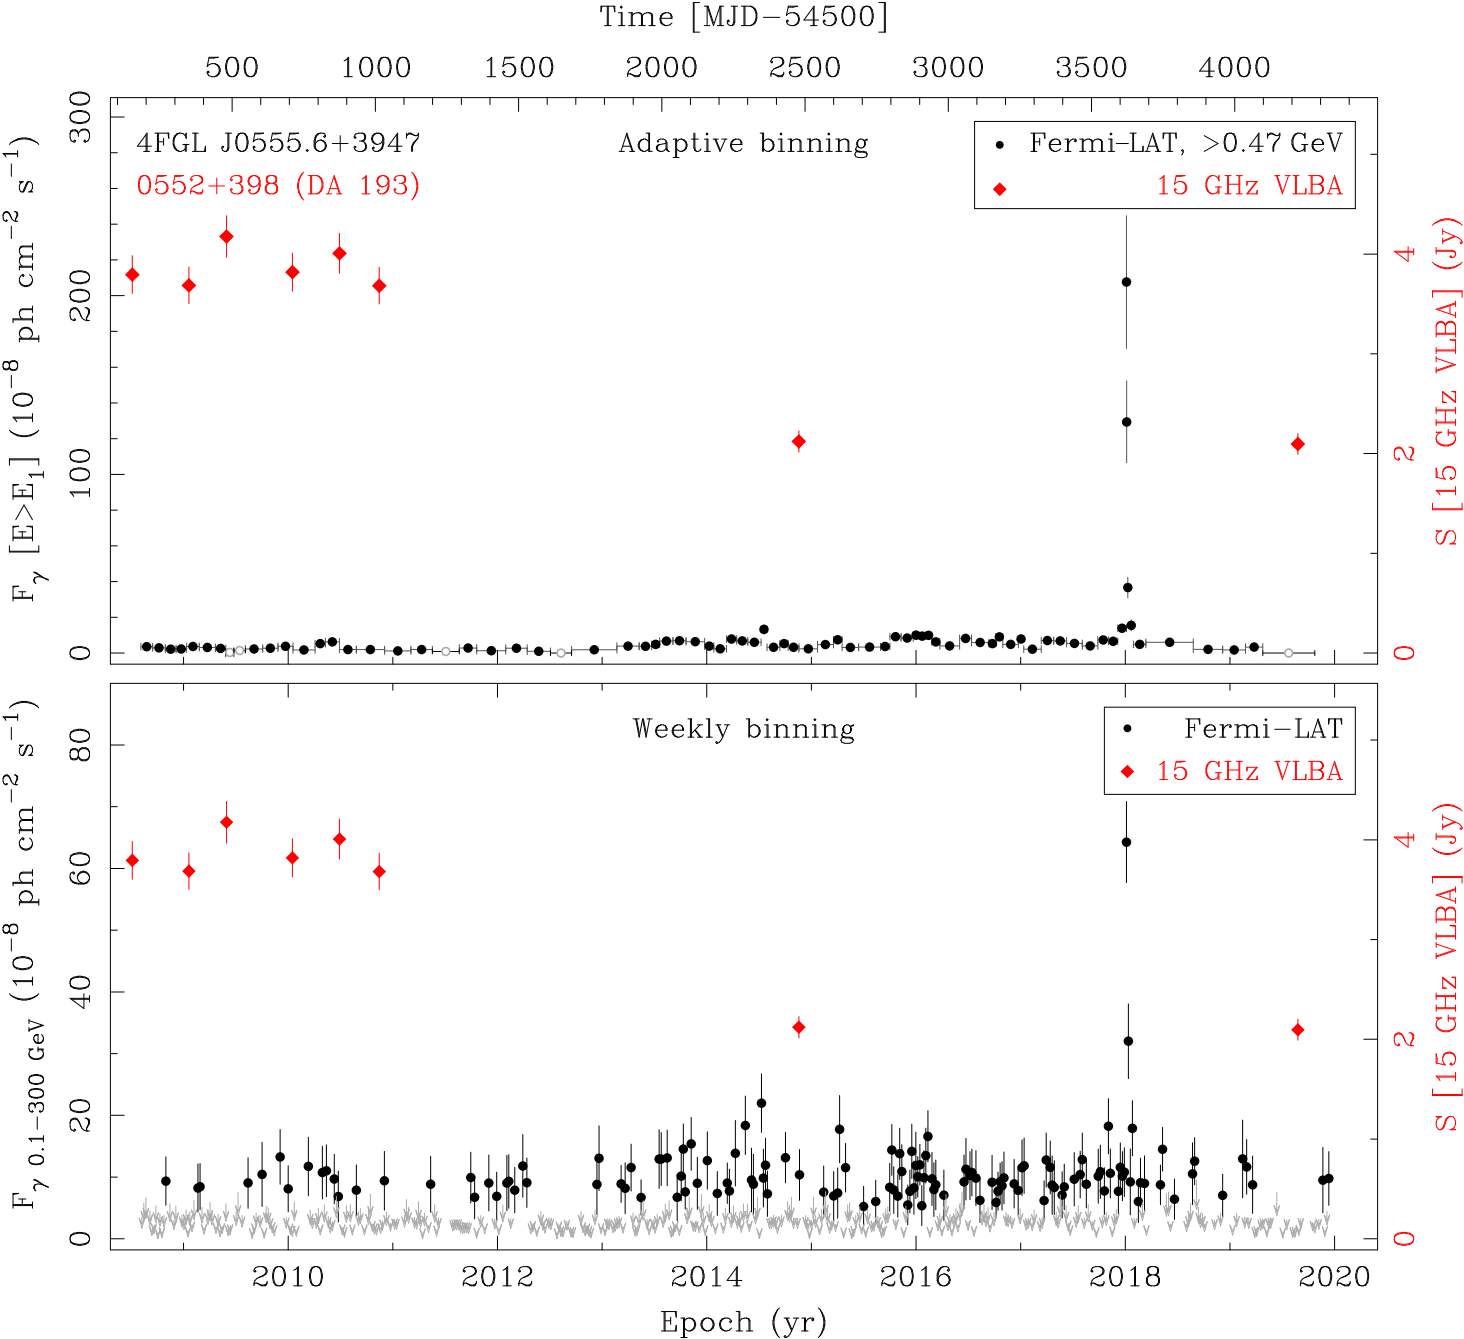 Time [MJD−54500]
500 1000 1500 2000 2500 3000 3500 4000
4FGL J0555.6+3947
0552+398 (DA 193)
Adaptive binning
Fermi−LAT, >0.47 GeV
15 GHz VLBA
300
200
100
0
F_γ [E>E_1] (10^−8 ph cm^−2 s^−1)
4
2
0
S [15 GHz VLBA] (Jy)
Weekly binning
Fermi−LAT
15 GHz VLBA
80
60
40
20
0
F_γ 0.1−300 GeV (10^−8 ph cm^−2 s^−1)
4
2
0
S [15 GHz VLBA] (Jy)
2010 2012 2014 2016 2018 2020
Epoch (yr)